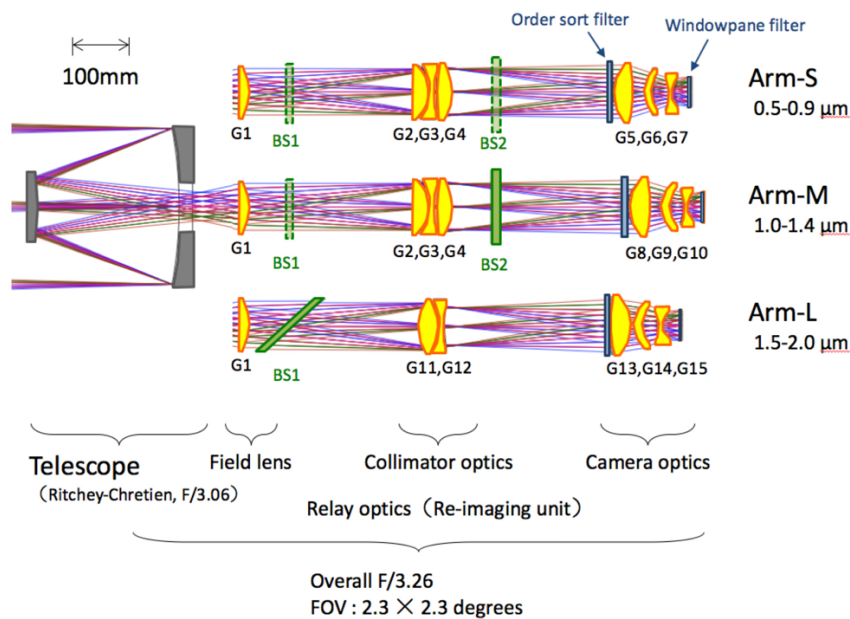 Order sort filter
Windowpane filter
100mm
G1
BS1
G2,G3,G4
BS2
G5,G6,G7
Arm-S
0.5-0.9 μm
G1
BS1
G2,G3,G4
BS2
G8,G9,G10
Arm-M
1.0-1.4 μm
G1
BS1
G11,G12
G13,G14,G15
Arm-L
1.5-2.0 μm
Telescope
（Ritchey-Chretien, F/3.06）
Field lens
Collimator optics
Camera optics
Relay optics（Re-imaging unit）
Overall F/3.26
FOV : 2.3 × 2.3 degrees